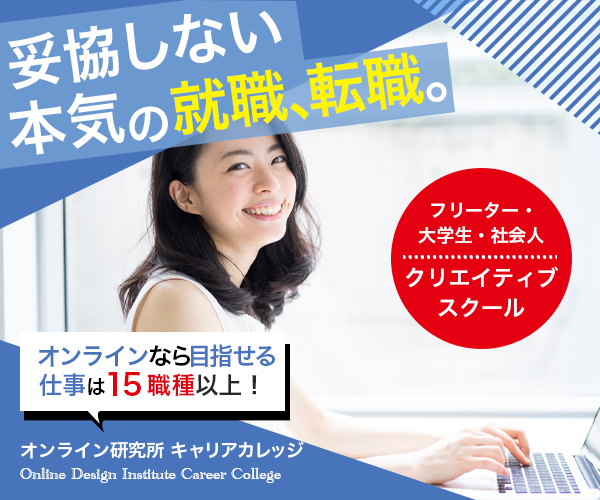 妥協しない
本気の就職、転職。
フリーター・
大学生・社会人
クリエイティブ
スクール
オンラインなら目指せる
仕事は15職種以上！
オンライン研究所 キャリアカレッジ
Online Design Institute Career College